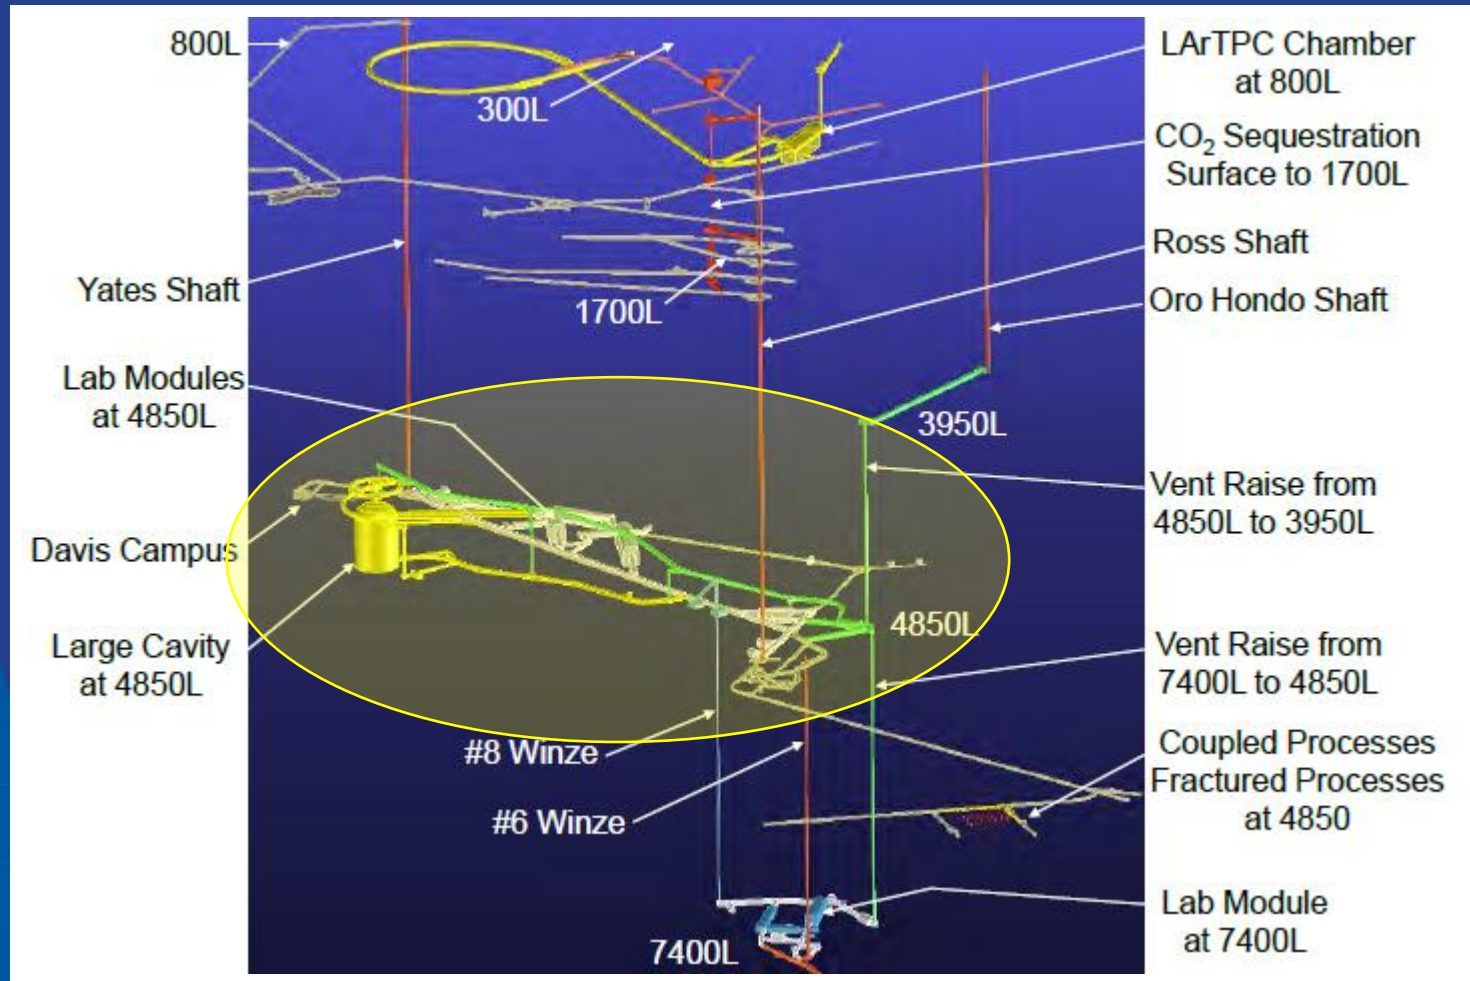 800L
300L
1700L
Yates Shaft
Lab Modules
at 4850L
Davis Campus
Large Cavity
at 4850L
#8 Winze
#6 Winze
7400L
3950L
4850L
LArTPC Chamber
at 800L
CO₂ Sequestration
Surface to 1700L
Ross Shaft
Oro Hondo Shaft
Vent Raise from
4850L to 3950L
Vent Raise from
7400L to 4850L
Coupled Processes
Fractured Processes
at 4850
Lab Module
at 7400L